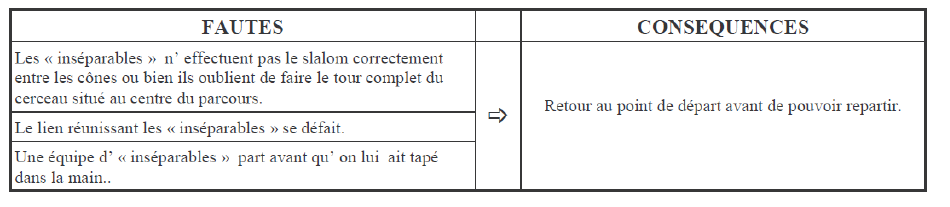 FAUTES
CONSEQUENCES
Les « inséparables » n' effectuent pas le slalom correctement
entre les cônes ou bien ils oublient de faire le tour complet du
cerceau situé au centre du parcours.
Le lien réunissant les « inséparables » se défait.
Une équipe d' « inséparables » part avant qu' on lui ait tapé
dans la main..
⇨
Retour au point de départ avant de pouvoir repartir.